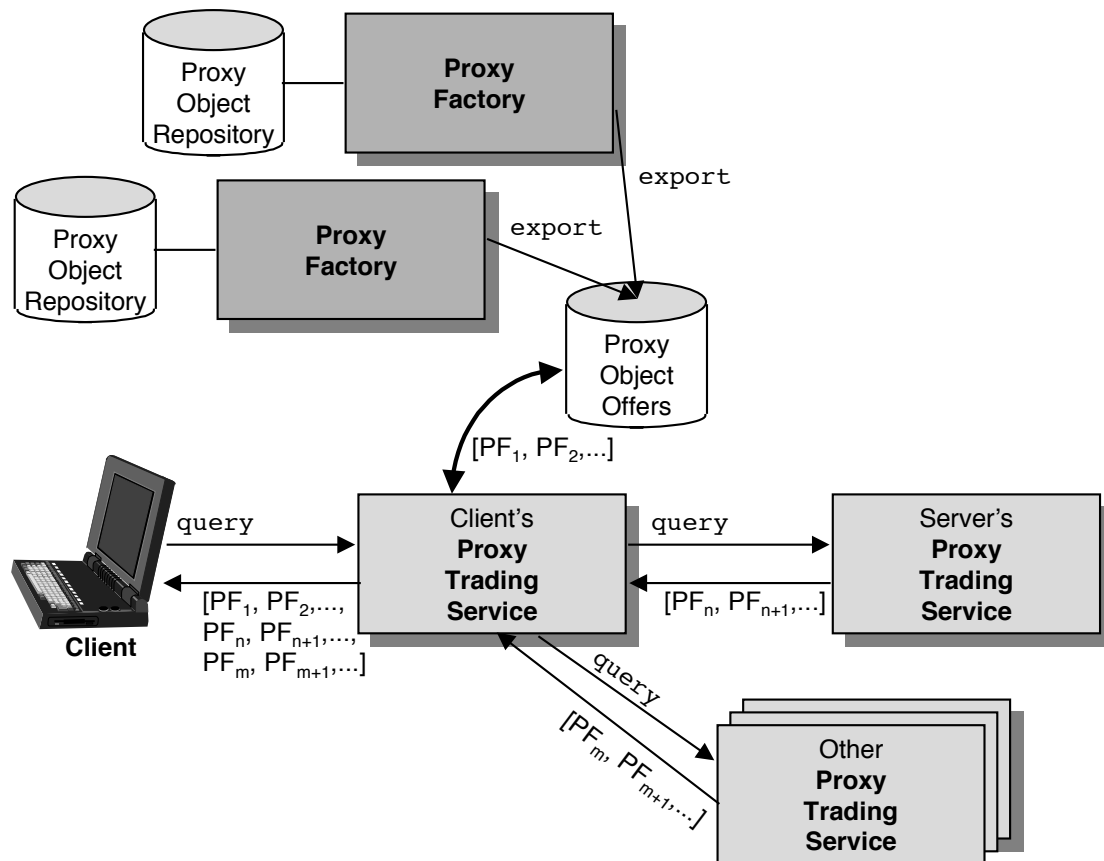 Proxy
Object
Repository
Proxy
Factory
export
Proxy
Object
Repository
Proxy
Factory
export
Proxy
Object
Offers
[PF1, PF2,...]
Client
query
[PF1, PF2,...,
PFn, PFn+1,...,
PFm, PFm+1,...]
Client's
Proxy
Trading
Service
query
[PFn, PFn+1,...]
Server's
Proxy
Trading
Service
query
[PFm, PFm+1,...]
Other
Proxy
Trading
Service